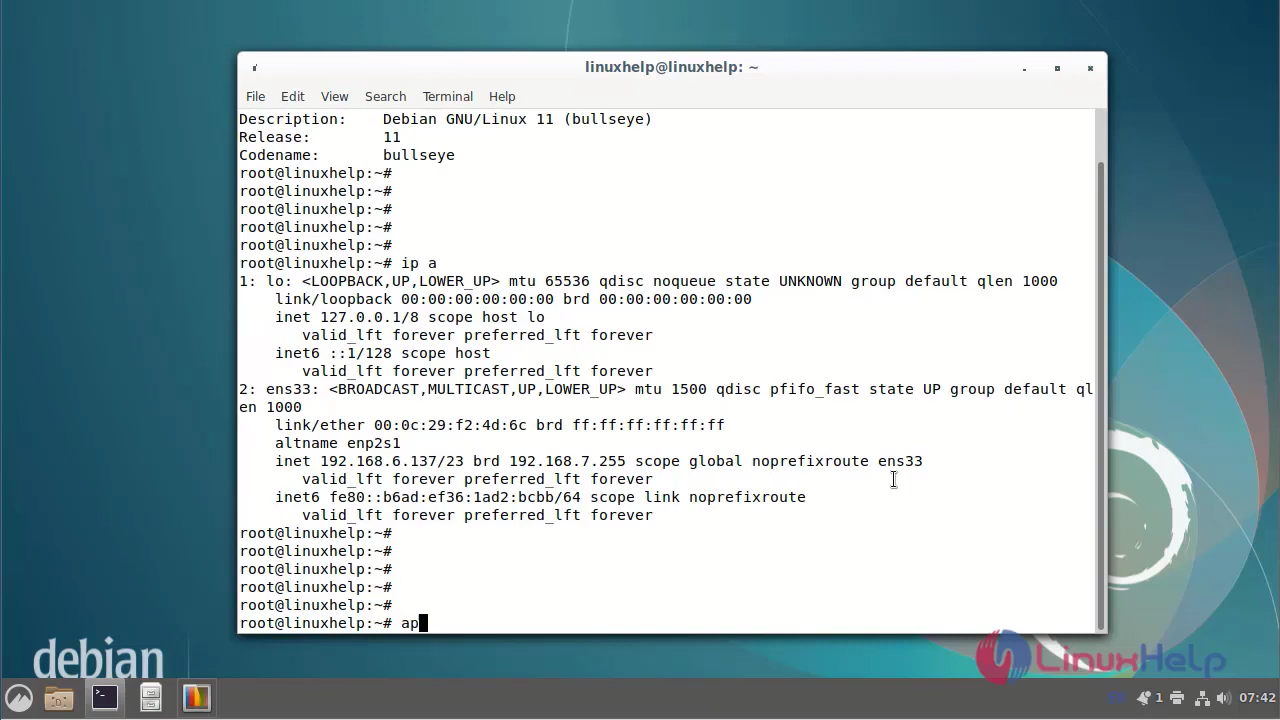 linuxhelp@linuxhelp: ~
File Edit View Search Terminal Help
Description:    Debian GNU/Linux 11 (bullseye)
Release:        11
Codename:       bullseye
root@linuxhelp:~#
root@linuxhelp:~#
root@linuxhelp:~#
root@linuxhelp:~#
root@linuxhelp:~#
root@linuxhelp:~# ip a
1: lo: <LOOPBACK,UP,LOWER_UP> mtu 65536 qdisc noqueue state UNKNOWN group default qlen 1000
    link/loopback 00:00:00:00:00:00 brd 00:00:00:00:00:00
    inet 127.0.0.1/8 scope host lo
       valid_lft forever preferred_lft forever
    inet6 ::1/128 scope host
       valid_lft forever preferred_lft forever
2: ens33: <BROADCAST,MULTICAST,UP,LOWER_UP> mtu 1500 qdisc pfifo_fast state UP group default ql
en 1000
    link/ether 00:0c:29:f2:4d:6c brd ff:ff:ff:ff:ff:ff
    altname enp2s1
    inet 192.168.6.137/23 brd 192.168.7.255 scope global noprefixroute ens33
       valid_lft forever preferred_lft forever
    inet6 fe80::b6ad:ef36:1ad2:bcbb/64 scope link noprefixroute
       valid_lft forever preferred_lft forever
root@linuxhelp:~#
root@linuxhelp:~#
root@linuxhelp:~#
root@linuxhelp:~#
root@linuxhelp:~#
root@linuxhelp:~# ap
debian
LinuxHelp
1 07:42